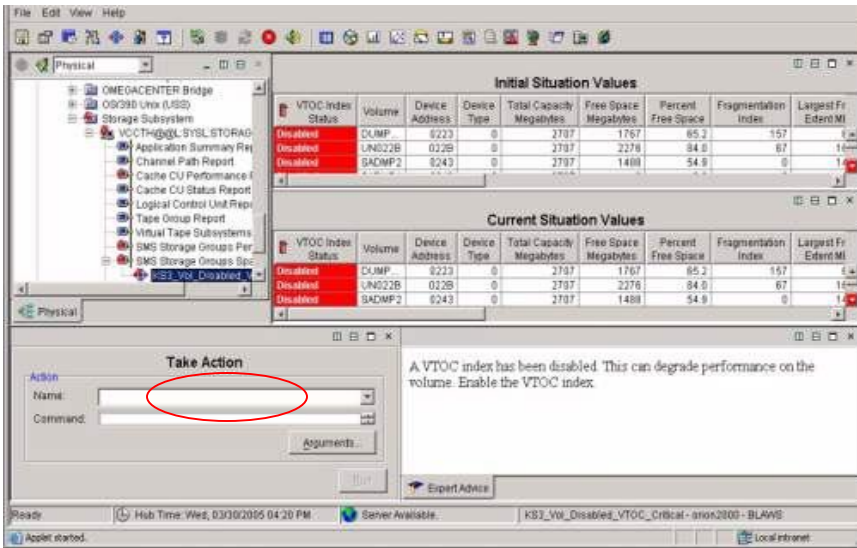 File Edit View Help
Physical
OMEGACENTER Bridge
OS/390 Unix (USS)
Storage Subsystem
Application Summary Rep
Channel Path Report
Cache CU Performance
Cache CU Status Report
Logical Control Unit Repo
Tape Group Report
Virtual Tape Subsystems
SMS Storage Groups Per
SMS Storage Groups Spa
KS3_Vol_Disabled_V
Physical
Initial Situation Values
VTOC Index Status Volume Device Address Device Type Total Capacity Megabytes Free Space Megabytes Percent Free Space Fragmentation Index Largest Fr Extent M
Disabled DUMP... 0223 0 2707 1767 65.2 157
Disabled UN022B 022B 0 2707 2276 84.0 67
Disabled SADMP2 0243 0 2707 1488 54.9 0
Current Situation Values
VTOC Index Status Volume Device Address Device Type Total Capacity Megabytes Free Space Megabytes Percent Free Space Fragmentation Index Largest Fr Extent M
Disabled DUMP... 0223 0 2707 1767 65.2 157
Disabled UN022B 022B 0 2707 2276 84.0 67
Disabled SADMP2 0243 0 2707 1488 54.9 0
Take Action
Action
Name:
Command:
Arguments...
Run
A VTOC index has been disabled. This can degrade performance on the
volume. Enable the VTOC index.
Expert Advice
Ready
Hub Time: Wed, 03/30/2005 04:20 PM
Server Available
KS3_Vol_Disabled_VTOC_Critical - orion2800 - BLAWS
Applet started.
Local intranet